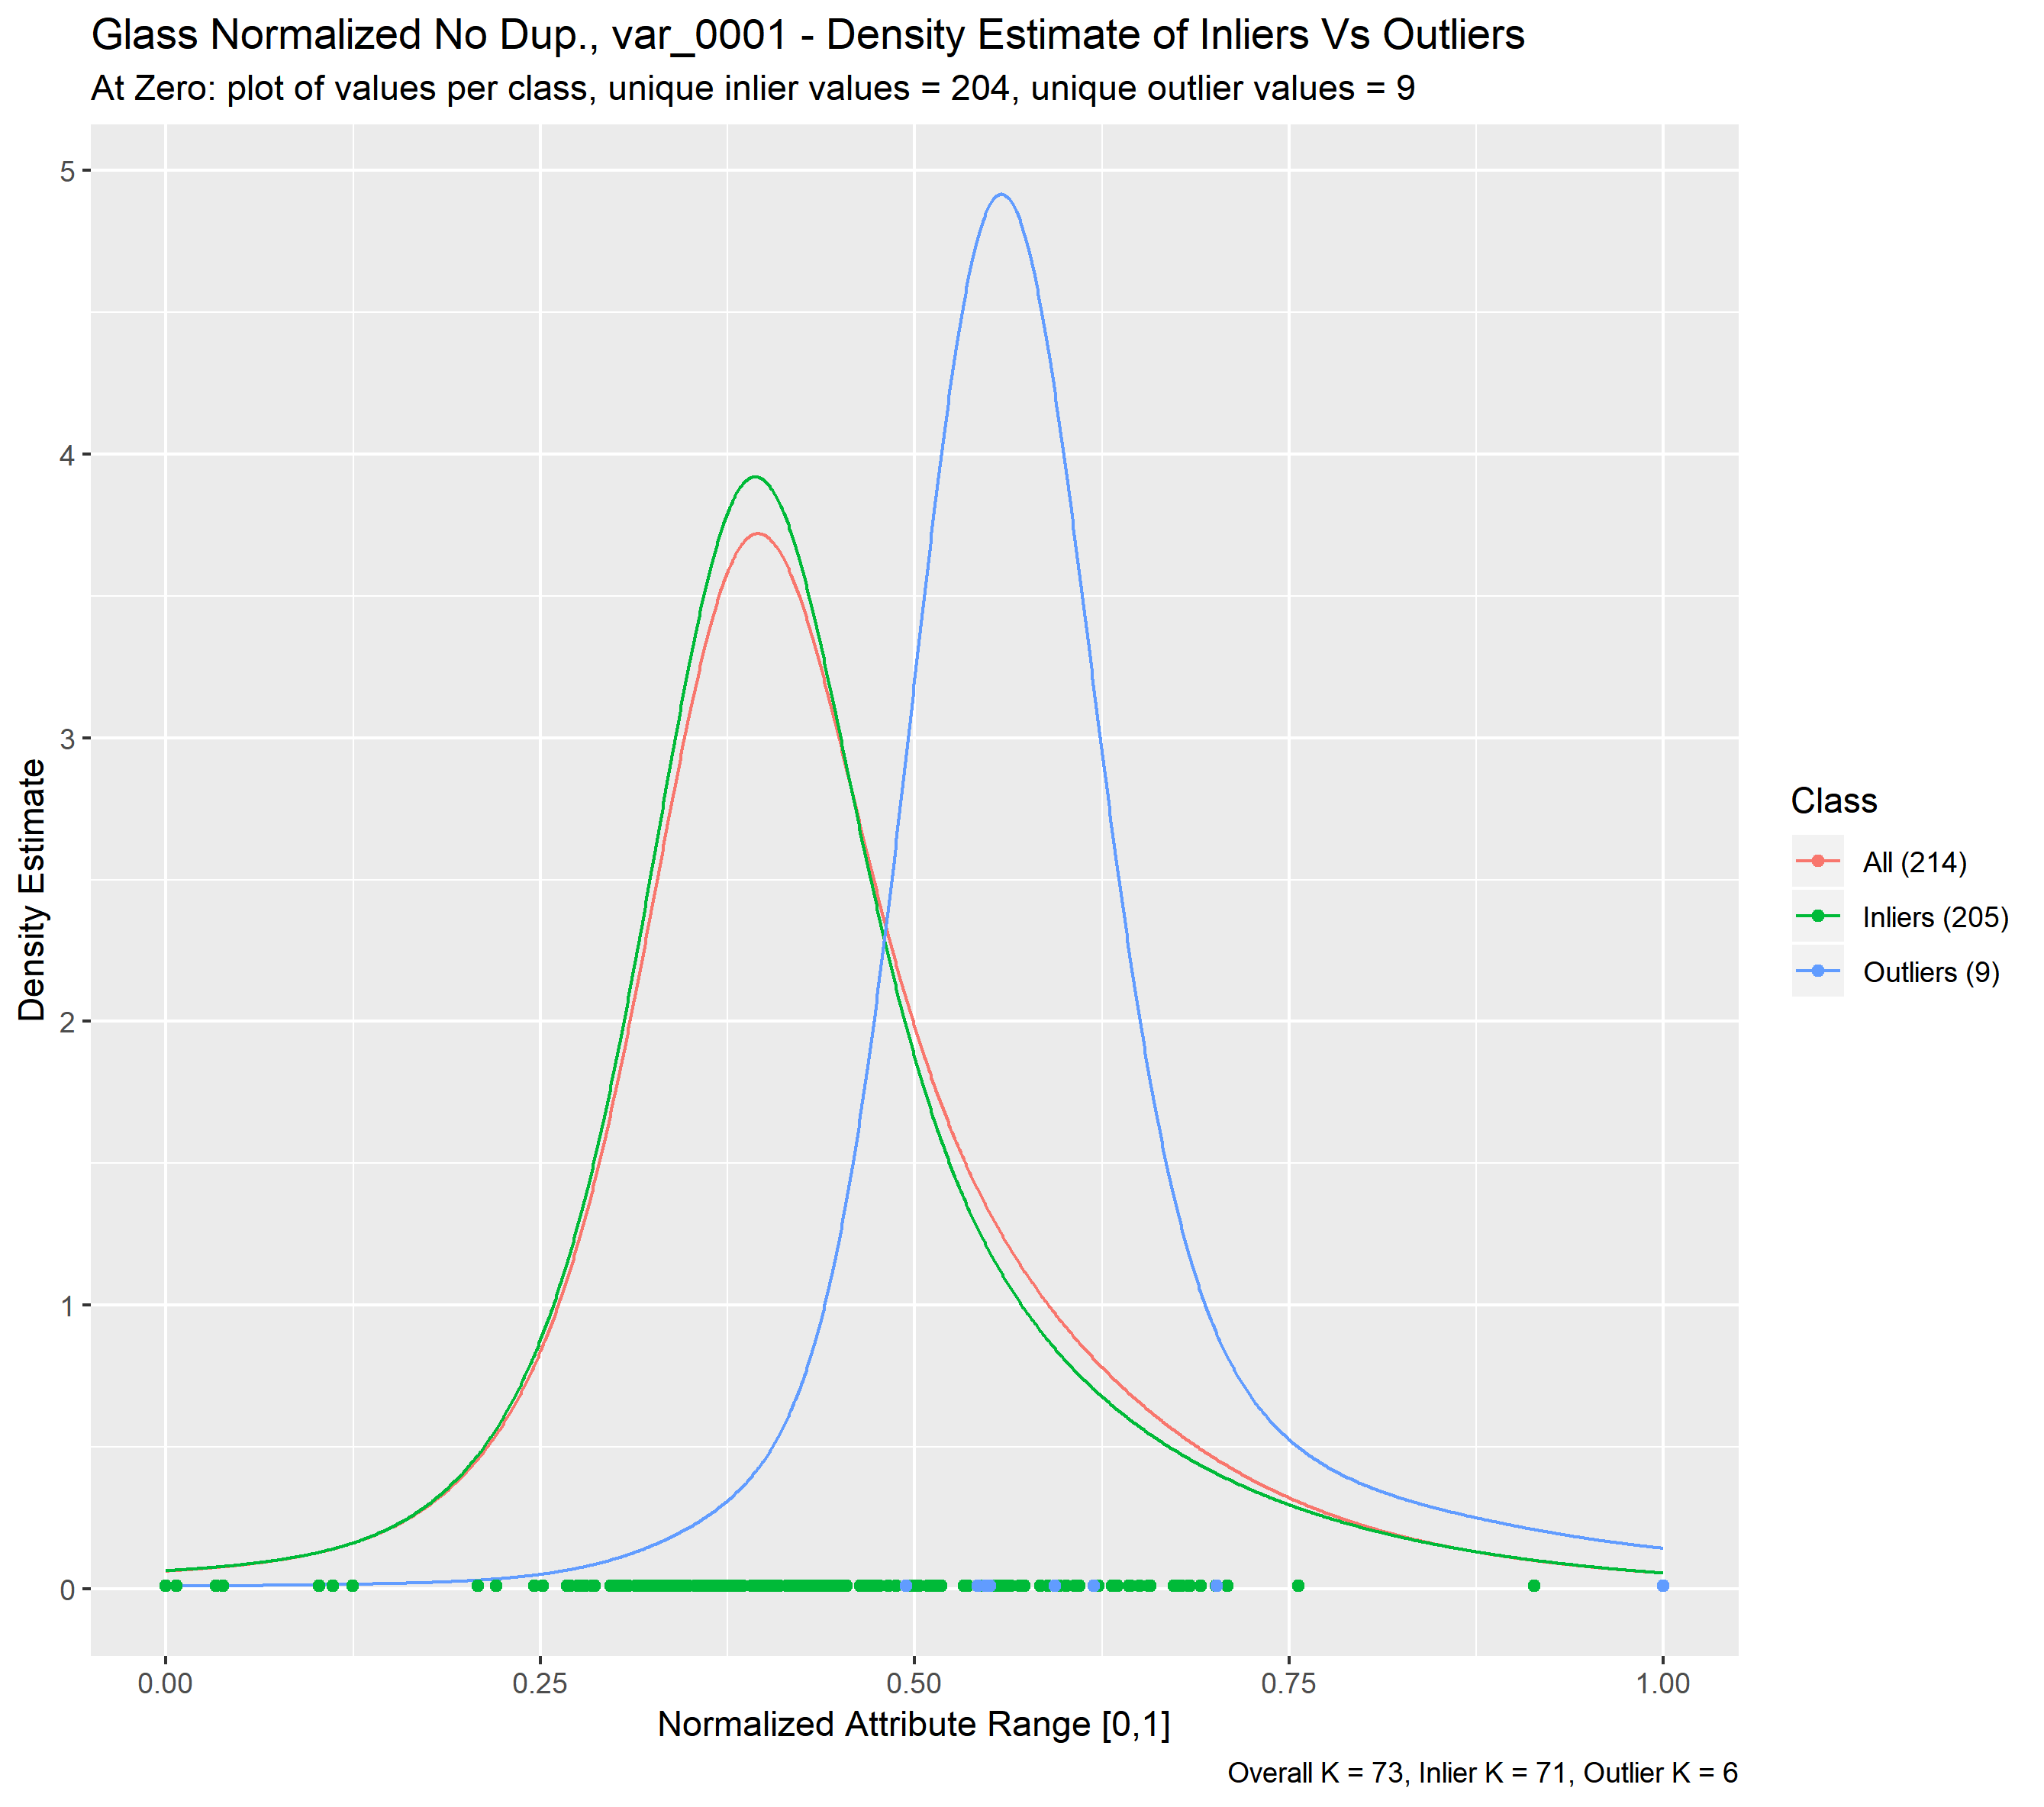 Glass Normalized No Dup., var_0001 - Density Estimate of Inliers Vs Outliers
At Zero: plot of values per class, unique inlier values = 204, unique outlier values = 9
5
4
3
2
1
0
Density Estimate
0.00
0.25
0.50
0.75
1.00
Normalized Attribute Range [0,1]
Class
All (214)
Inliers (205)
Outliers (9)
Overall K = 73, Inlier K = 71, Outlier K = 6